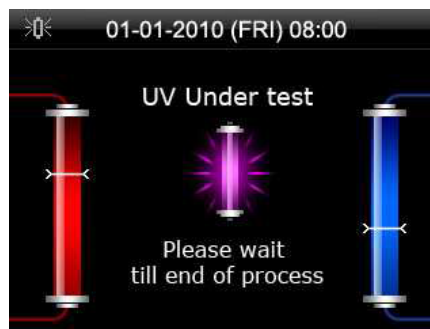 01-01-2010 (FRI) 08:00
UV Under test
Please wait
till end of process